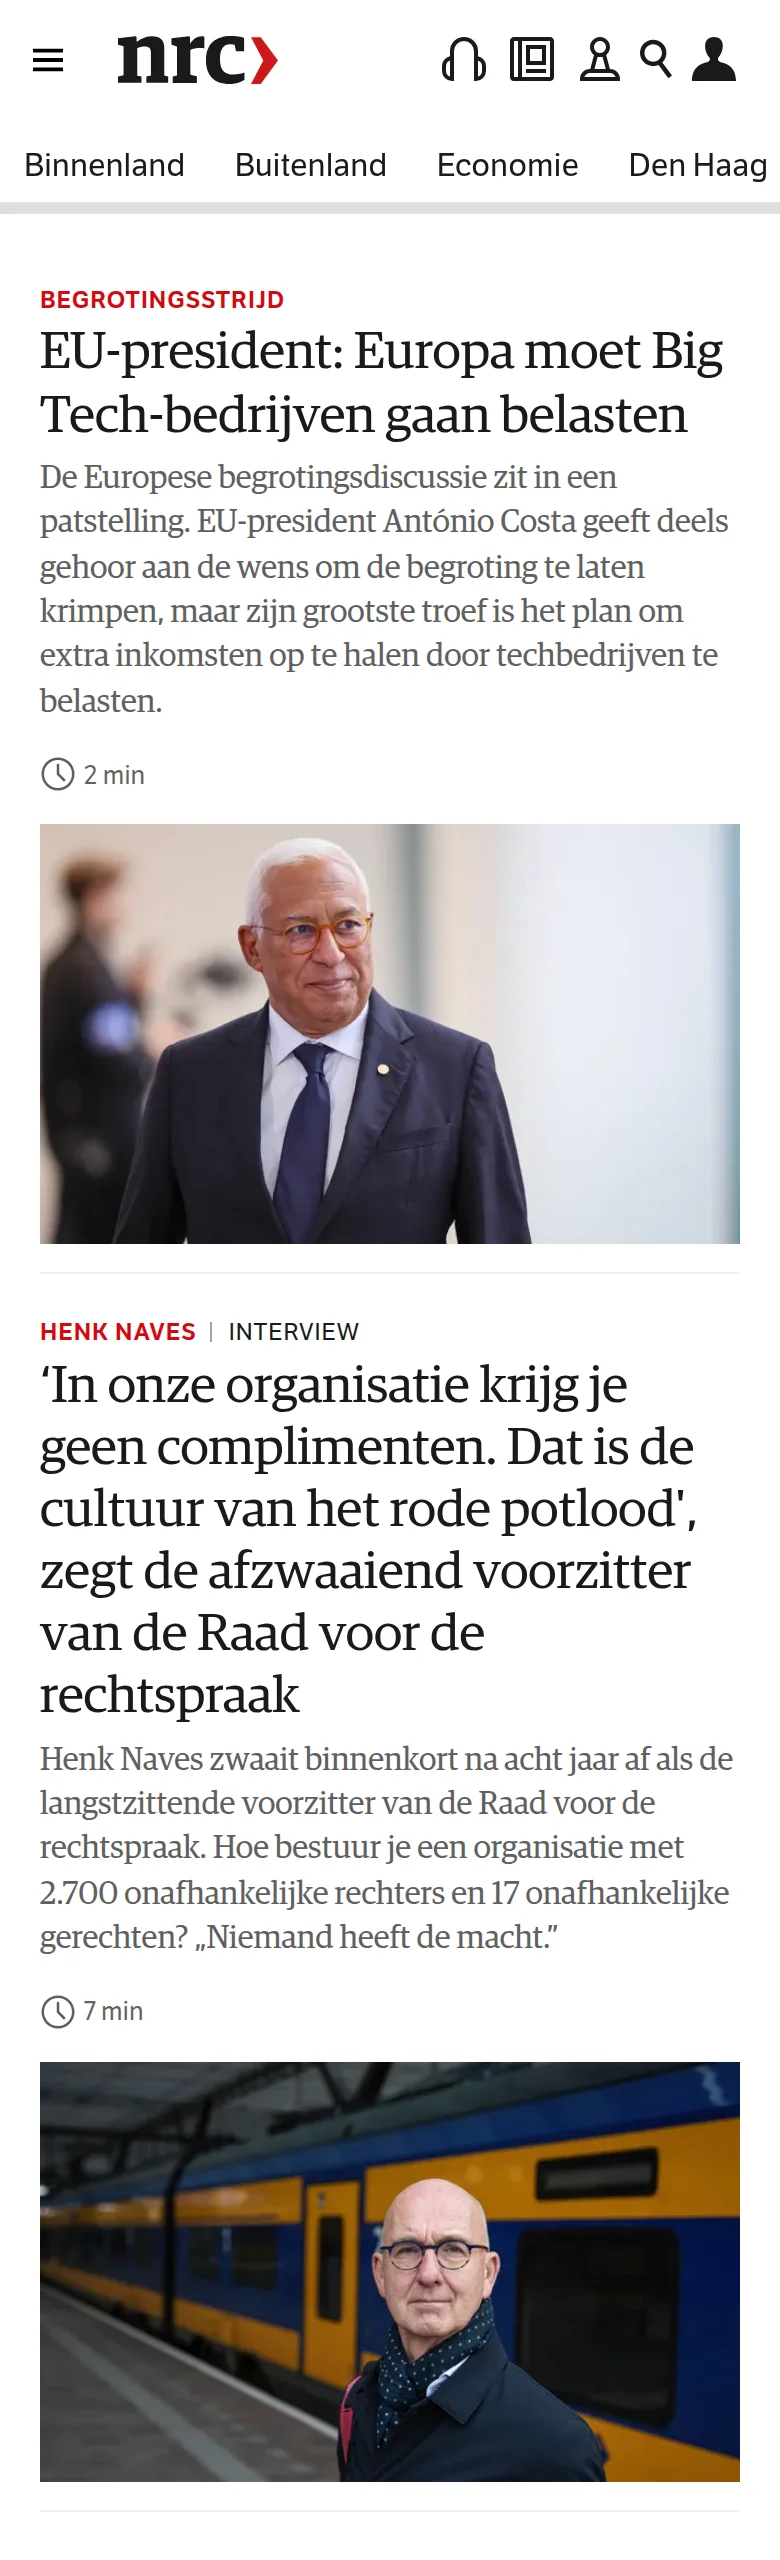 nrc
Binnenland Buitenland Economie Den Haag
BEGROTINGSSTRIJD
EU-president: Europa moet Big
Tech-bedrijven gaan belasten
De Europese begrotingsdiscussie zit in een
patstelling. EU-president António Costa geeft deels
gehoor aan de wens om de begroting te laten
krimpen, maar zijn grootste troef is het plan om
extra inkomsten op te halen door techbedrijven te
belasten.
2 min
HENK NAVES | INTERVIEW
‘In onze organisatie krijg je
geen complimenten. Dat is de
cultuur van het rode potlood',
zegt de afzwaaiend voorzitter
van de Raad voor de
rechtspraak
Henk Naves zwaait binnenkort na acht jaar af als de
langstzittende voorzitter van de Raad voor de
rechtspraak. Hoe bestuur je een organisatie met
2.700 onafhankelijke rechters en 17 onafhankelijke
gerechten? „Niemand heeft de macht.”
7 min